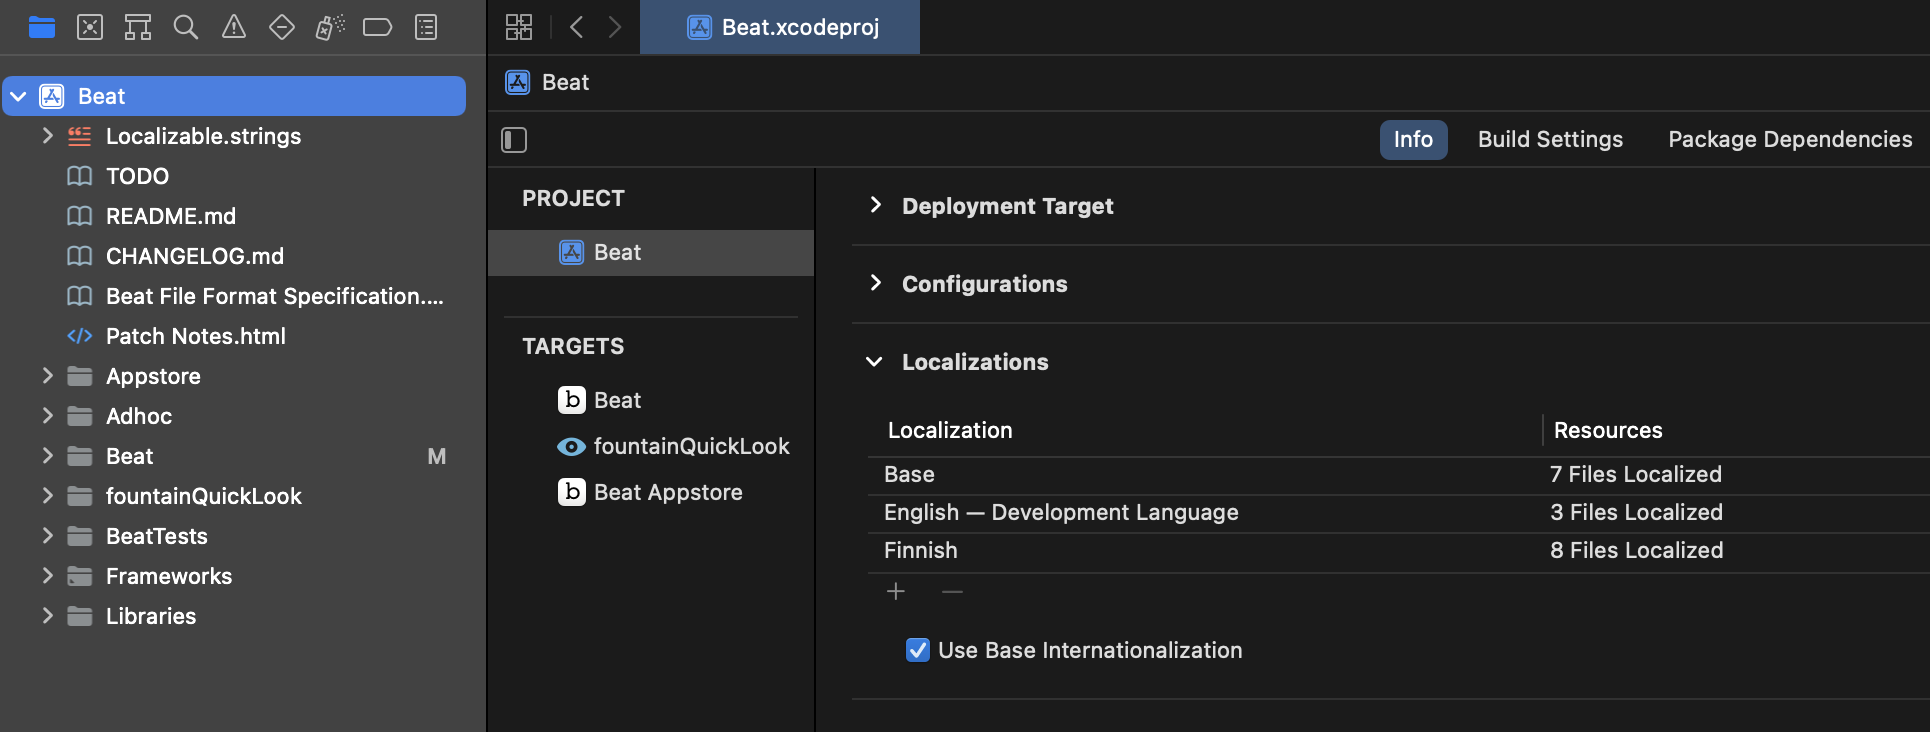 Beat
Localizable.strings
TODO
README.md
CHANGELOG.md
Beat File Format Specification....
Patch Notes.html
Appstore
Adhoc
Beat M
fountainQuickLook
BeatTests
Frameworks
Libraries
Beat.xcodeproj
Beat
Info Build Settings Package Dependencies
PROJECT
Beat
TARGETS
Beat
fountainQuickLook
Beat Appstore
Deployment Target
Configurations
Localizations
Localization Resources
Base 7 Files Localized
English — Development Language 3 Files Localized
Finnish 8 Files Localized
Use Base Internationalization